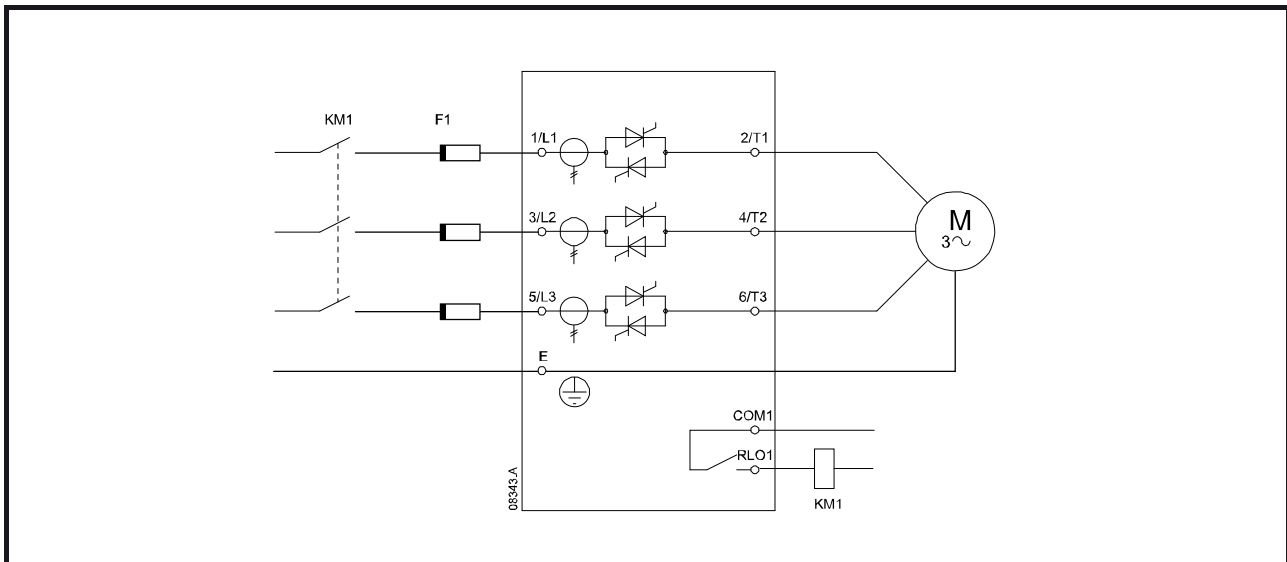 KM1
F1
1/L1
2/T1
3/L2
4/T2
M
3
5/L3
6/T3
E
COM1
RLO1
KM1
08343.A